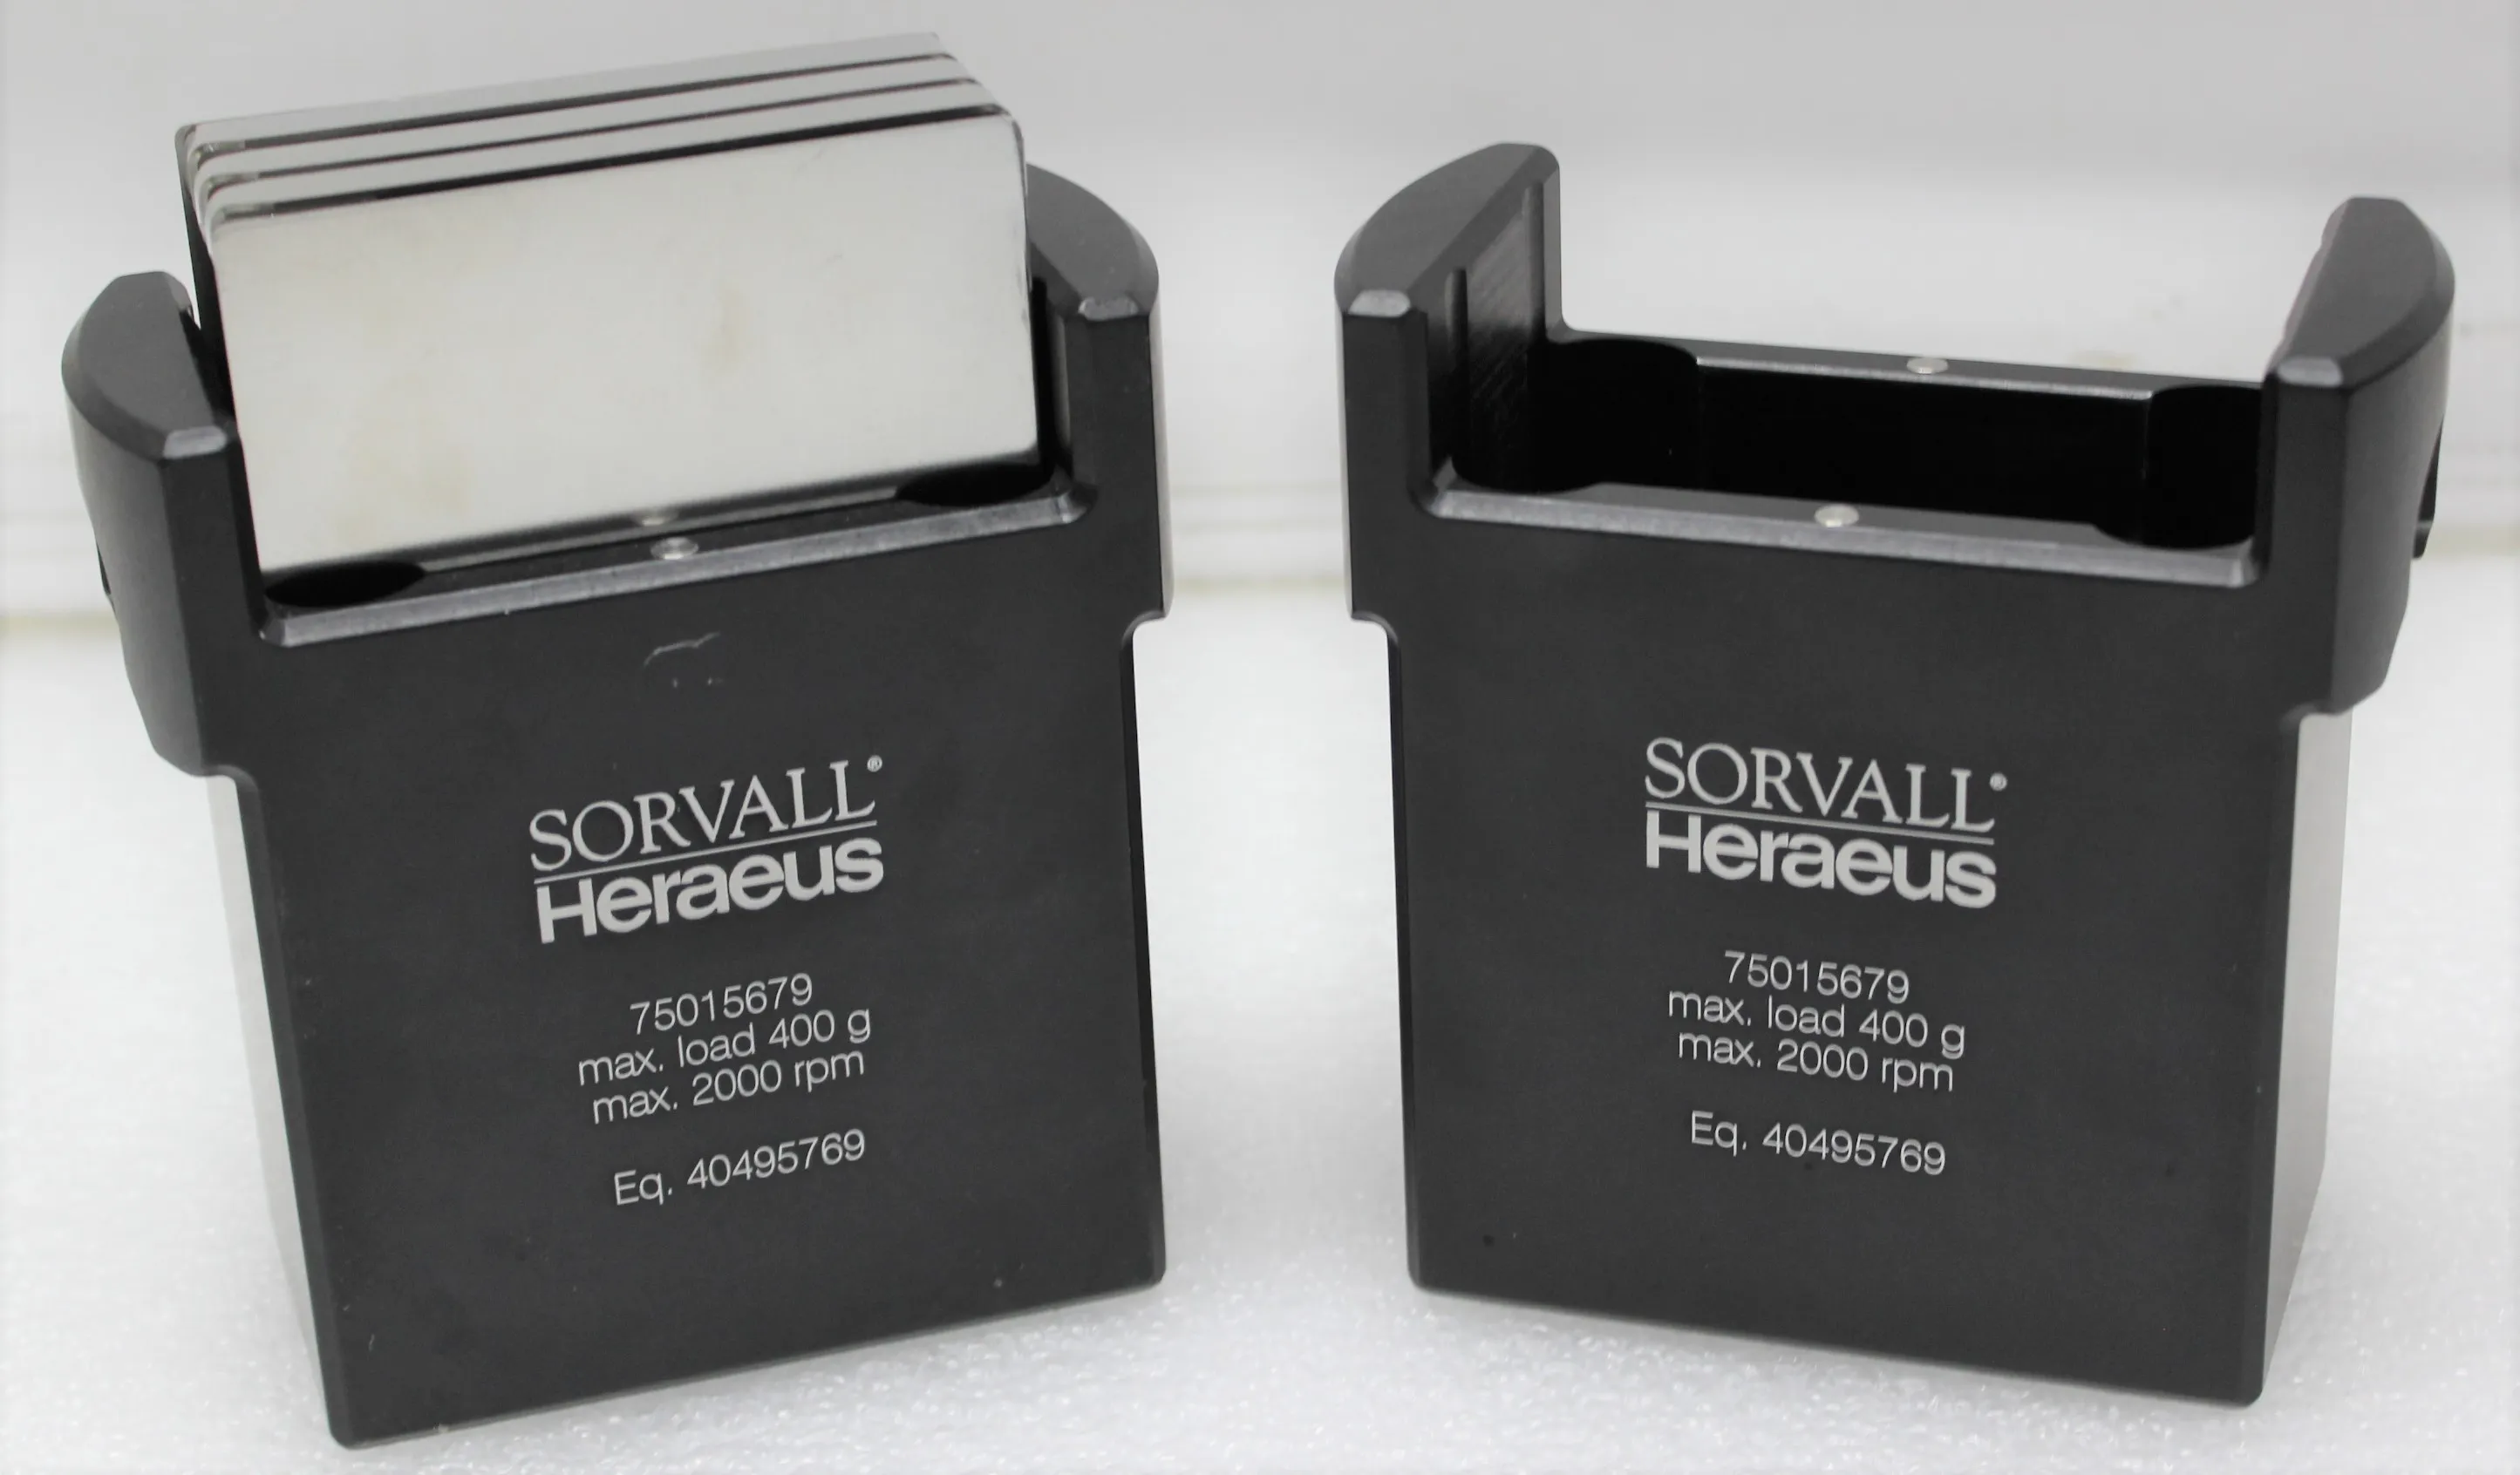 SORVALL®
Heraeus
75015679
max. load 400 g
max. 2000 rpm
Eq. 40495769
SORVALL®
Heraeus
75015679
max. load 400 g
max. 2000 rpm
Eq. 40495769